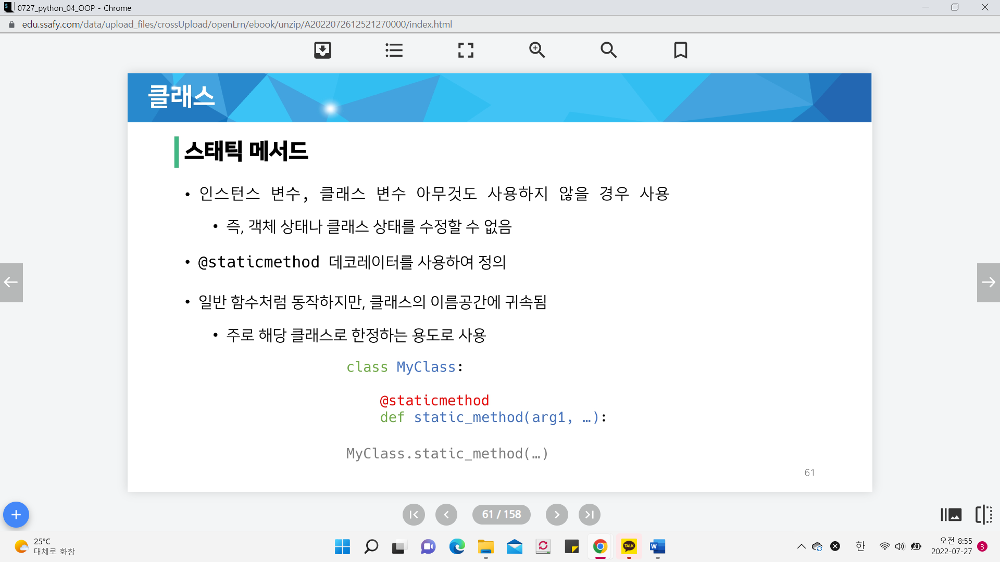 0727_python_04_OOP - Chrome
edu.ssafy.com/data/upload_files/crossUpload/openLrn/ebook/unzip/A2022072612521270000/index.html
클래스
스태틱 메서드
• 인스턴스 변수, 클래스 변수 아무것도 사용하지 않을 경우 사용
• 즉, 객체 상태나 클래스 상태를 수정할 수 없음
• @staticmethod 데코레이터를 사용하여 정의
• 일반 함수처럼 동작하지만, 클래스의 이름공간에 귀속됨
• 주로 해당 클래스로 한정하는 용도로 사용
class MyClass:
@staticmethod
def static_method(arg1, …):
MyClass.static_method(…)
61
61 / 158
25°C
대체로 화창
TALK
W
한
오전 8:55
2022-07-27
3